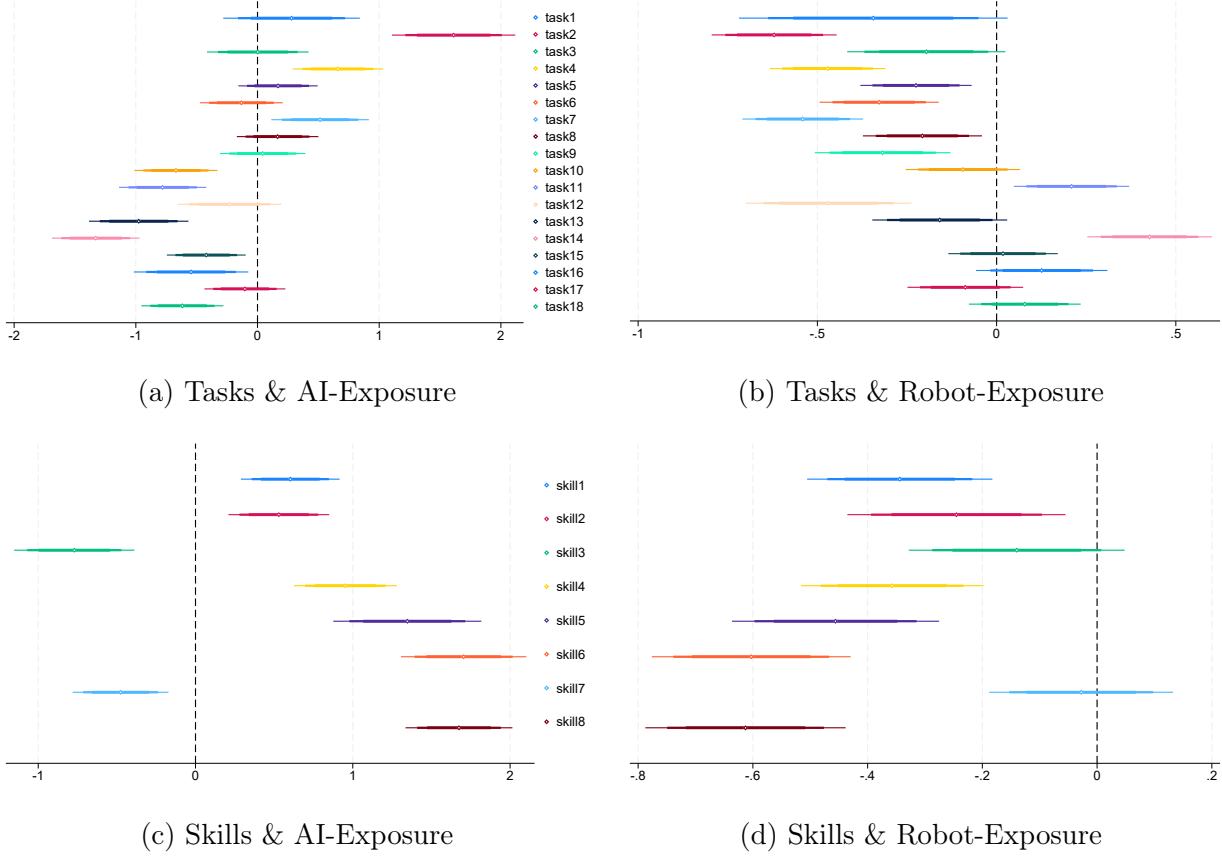 task1
task2
task3
task4
task5
task6
task7
task8
task9
task10
task11
task12
task13
task14
task15
task16
task17
task18
-2 -1 0 1 2
-1 -.5 0 .5
(a) Tasks & AI-Exposure
(b) Tasks & Robot-Exposure
skill1
skill2
skill3
skill4
skill5
skill6
skill7
skill8
-1 0 1 2
-.8 -.6 -.4 -.2 0 .2
(c) Skills & AI-Exposure
(d) Skills & Robot-Exposure